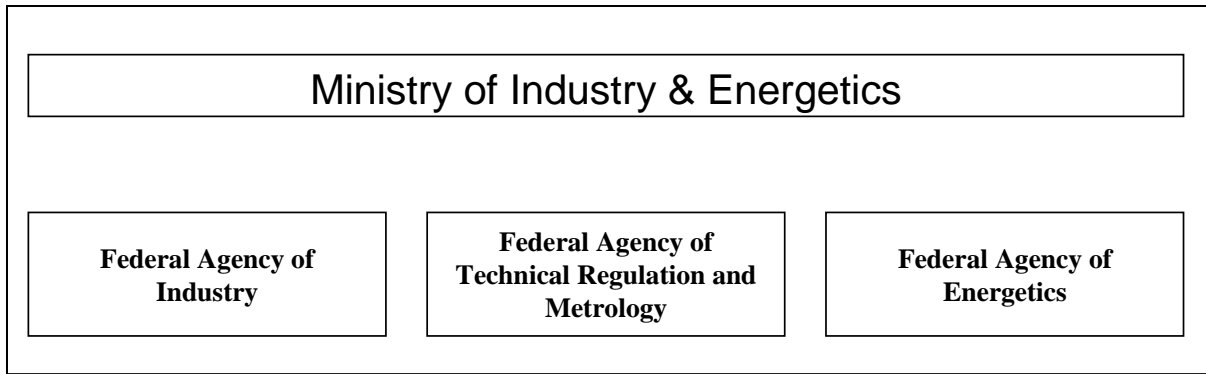 Ministry of Industry & Energetics
Federal Agency of
Industry
Federal Agency of
Technical Regulation and
Metrology
Federal Agency of
Energetics